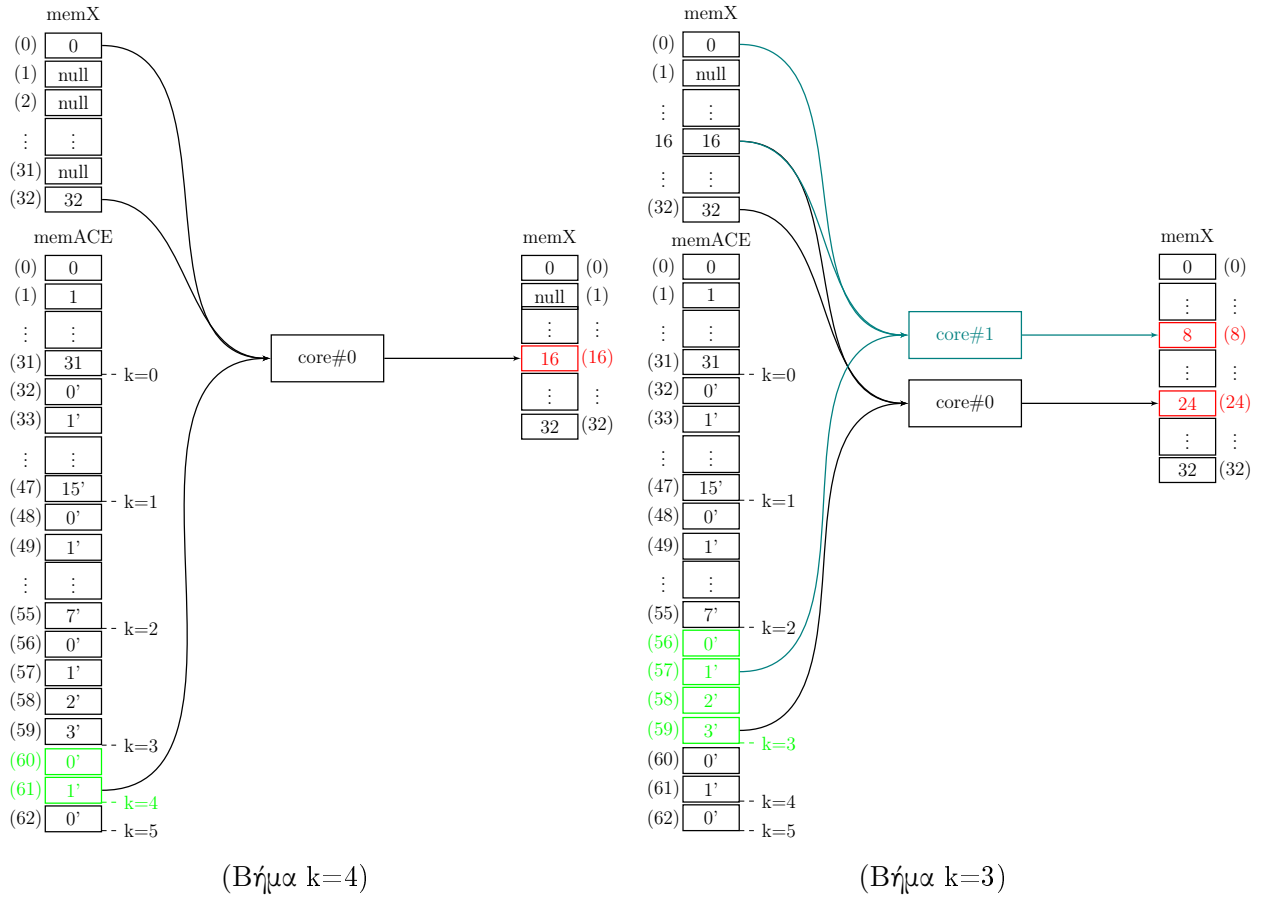 memX
(0) 0
(1) null
(2) null
⋮ ⋮
(31) null
(32) 32
memACE
(0) 0
(1) 1
⋮ ⋮
(31) 31
k=0
(32) 0'
(33) 1'
⋮ ⋮
(47) 15'
k=1
(48) 0'
(49) 1'
⋮ ⋮
(55) 7'
k=2
(56) 0'
(57) 1'
(58) 2'
(59) 3'
k=3
(60) 0'
(61) 1'
k=4
(62) 0'
k=5
core#0
memX
0 (0)
null (1)
⋮ ⋮
16 (16)
⋮ ⋮
32 (32)
(Βήμα k=4)
memX
(0) 0
(1) null
⋮ ⋮
16 16
⋮ ⋮
(32) 32
memACE
(0) 0
(1) 1
⋮ ⋮
(31) 31
k=0
(32) 0'
(33) 1'
⋮ ⋮
(47) 15'
k=1
(48) 0'
(49) 1'
⋮ ⋮
(55) 7'
k=2
(56) 0'
(57) 1'
(58) 2'
(59) 3'
k=3
(60) 0'
(61) 1'
k=4
(62) 0'
k=5
core#1
core#0
memX
0 (0)
⋮ ⋮
8 (8)
⋮ ⋮
24 (24)
⋮ ⋮
32 (32)
(Βήμα k=3)